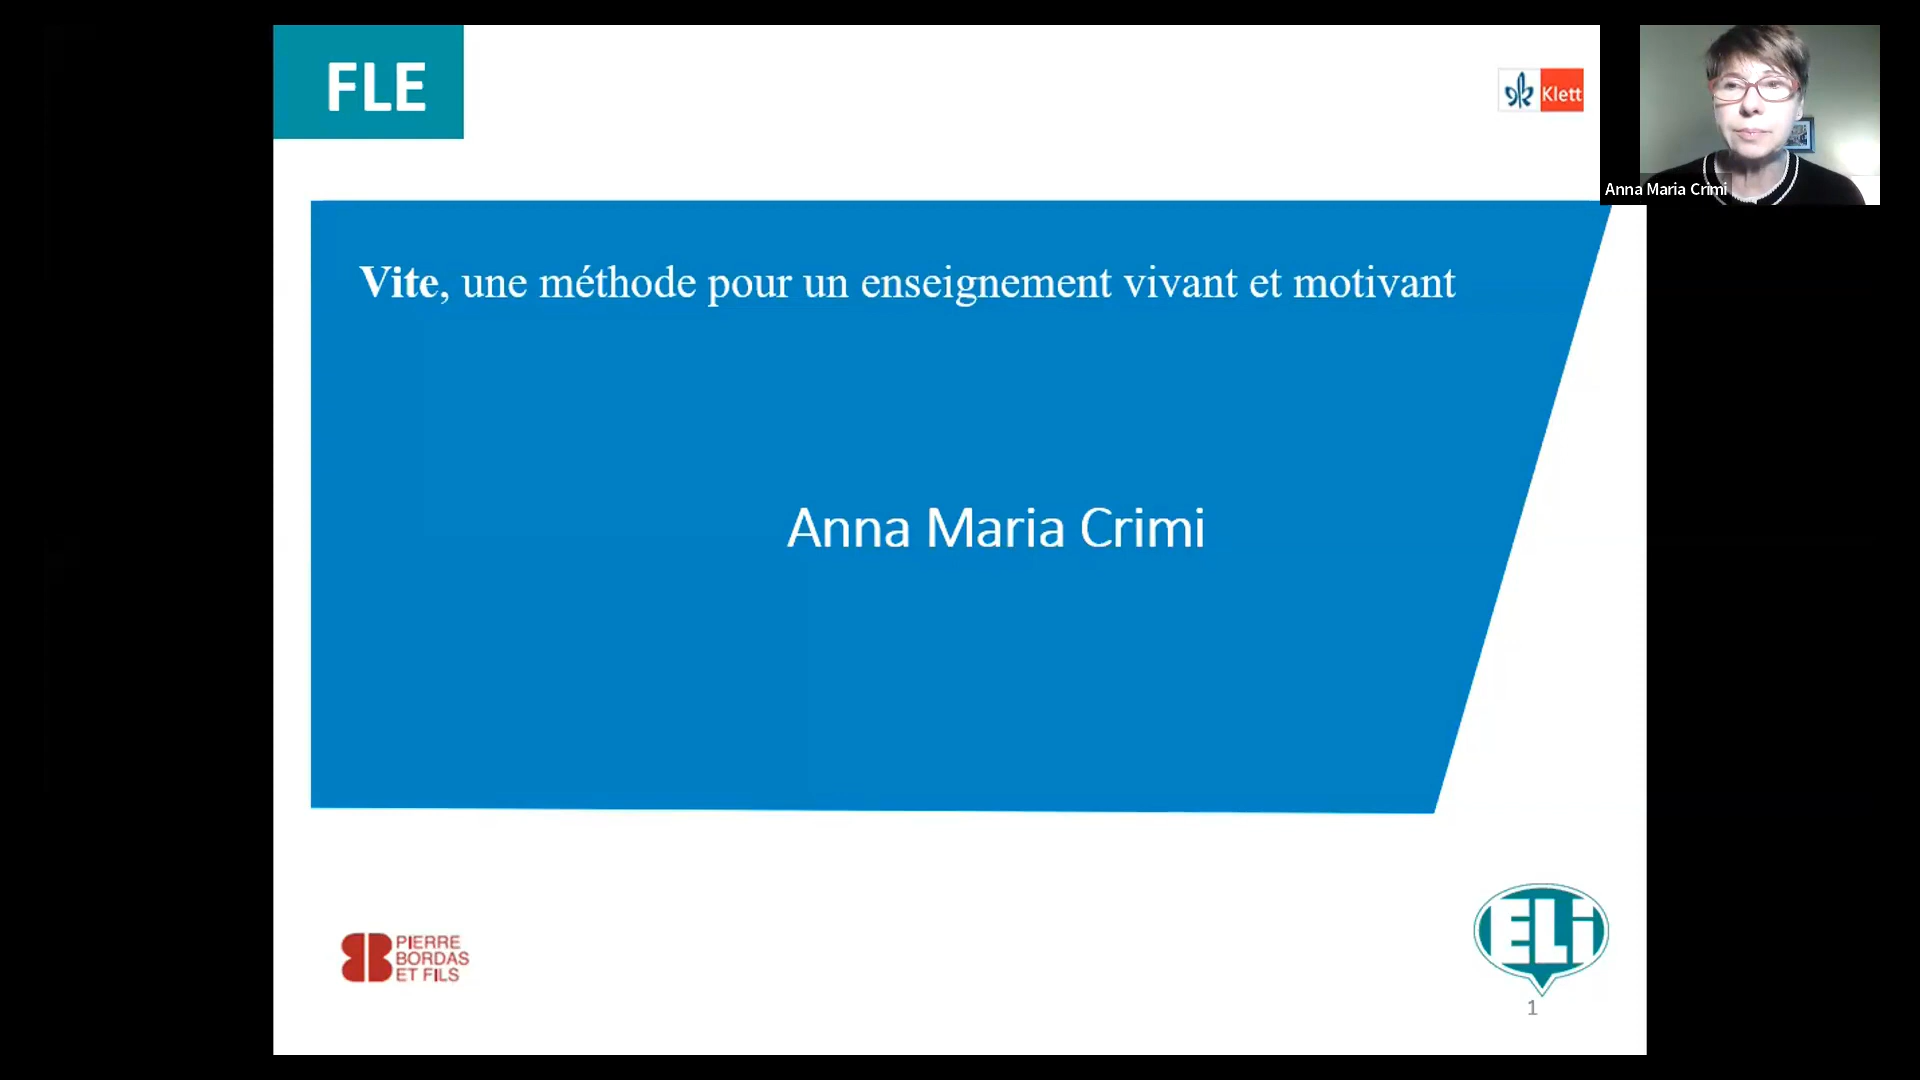 FLE
Klett
Anna Maria Crimi
Vite, une méthode pour un enseignement vivant et motivant
Anna Maria Crimi
PIERRE
BORDAS
ET FILS
ELi
1